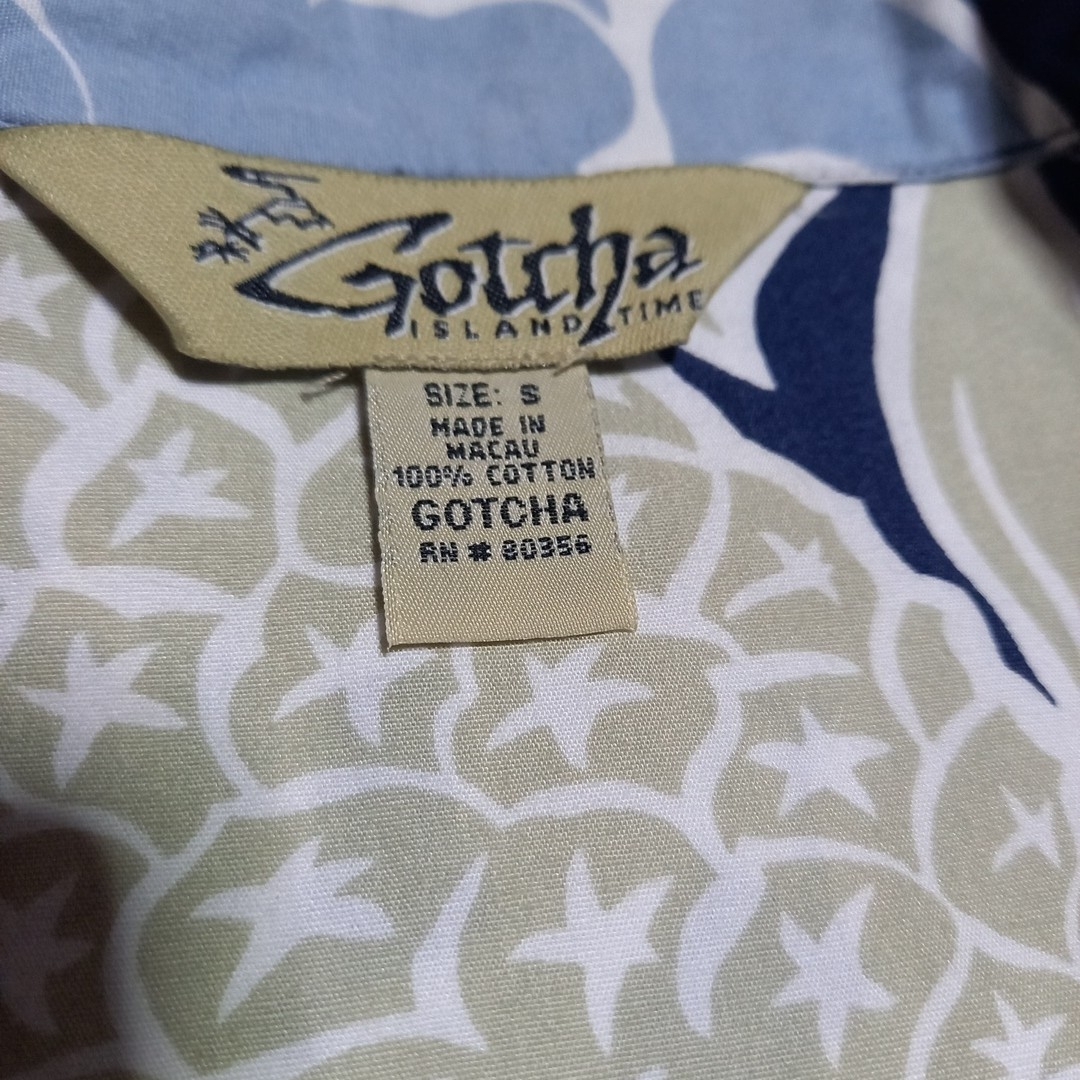 Gotcha
ISLAND TIME
SIZE: S
MADE IN
MACAU
100% COTTON
GOTCHA
RN # 80356